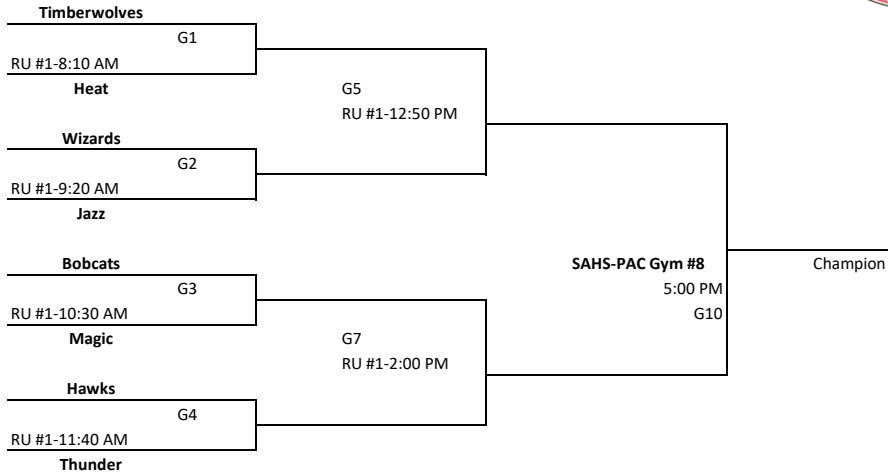 Timberwolves
G1
RU #1-8:10 AM
Heat
G5
RU #1-12:50 PM
Wizards
G2
RU #1-9:20 AM
Jazz
Bobcats
SAHS-PAC Gym #8
Champion
G3
5:00 PM
RU #1-10:30 AM
G10
Magic
G7
RU #1-2:00 PM
Hawks
G4
RU #1-11:40 AM
Thunder